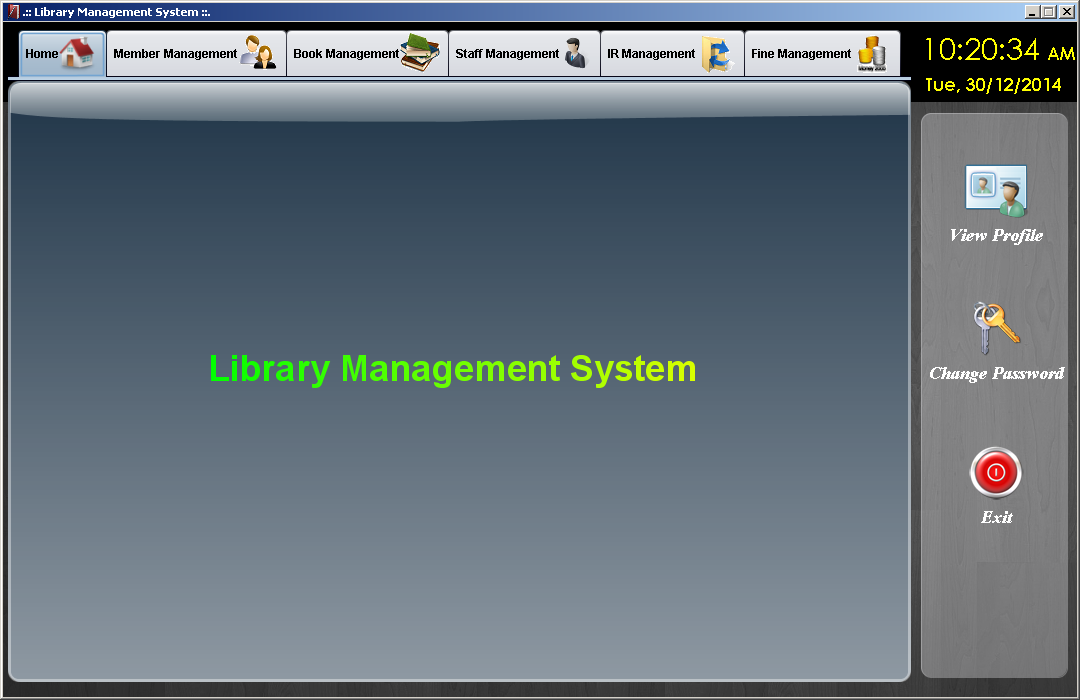 .:: Library Management System ::.
Home
Member Management
Book Management
Staff Management
IR Management
Fine Management
10:20:34 AM
Tue, 30/12/2014
View Profile
Library Management System
Change Password
Exit